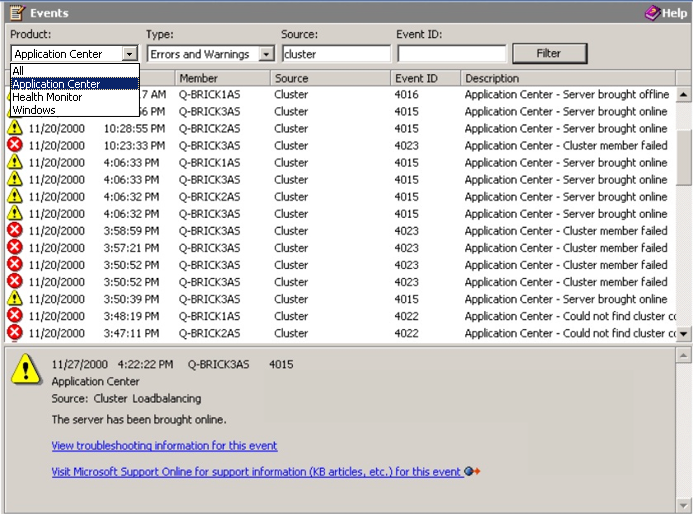 Events Help
Product: Type: Source: Event ID:
Application Center Errors and Warnings cluster Filter
All
Application Center
Health Monitor
Windows
Member Source Event ID Description
7 AM Q-BRICK1AS Cluster 4016 Application Center - Server brought offline
56 PM Q-BRICK3AS Cluster 4015 Application Center - Server brought online
11/20/2000 10:28:55 PM Q-BRICK2AS Cluster 4015 Application Center - Server brought online
11/20/2000 10:23:33 PM Q-BRICK3AS Cluster 4023 Application Center - Cluster member failed
11/20/2000 4:06:33 PM Q-BRICK1AS Cluster 4015 Application Center - Server brought online
11/20/2000 4:06:33 PM Q-BRICK3AS Cluster 4015 Application Center - Server brought online
11/20/2000 4:06:32 PM Q-BRICK2AS Cluster 4015 Application Center - Server brought online
11/20/2000 4:06:32 PM Q-BRICK3AS Cluster 4015 Application Center - Server brought online
11/20/2000 3:58:59 PM Q-BRICK3AS Cluster 4023 Application Center - Cluster member failed
11/20/2000 3:57:21 PM Q-BRICK3AS Cluster 4023 Application Center - Cluster member failed
11/20/2000 3:50:52 PM Q-BRICK3AS Cluster 4023 Application Center - Cluster member failed
11/20/2000 3:50:52 PM Q-BRICK3AS Cluster 4023 Application Center - Cluster member failed
11/20/2000 3:50:39 PM Q-BRICK3AS Cluster 4015 Application Center - Server brought online
11/20/2000 3:48:19 PM Q-BRICK1AS Cluster 4022 Application Center - Could not find cluster co
11/20/2000 3:47:11 PM Q-BRICK2AS Cluster 4022 Application Center - Could not find cluster co
11/27/2000 4:22:22 PM Q-BRICK3AS 4015
Application Center
Source: Cluster Loadbalancing
The server has been brought online.
View troubleshooting information for this event
Visit Microsoft Support Online for support information (KB articles, etc.) for this event